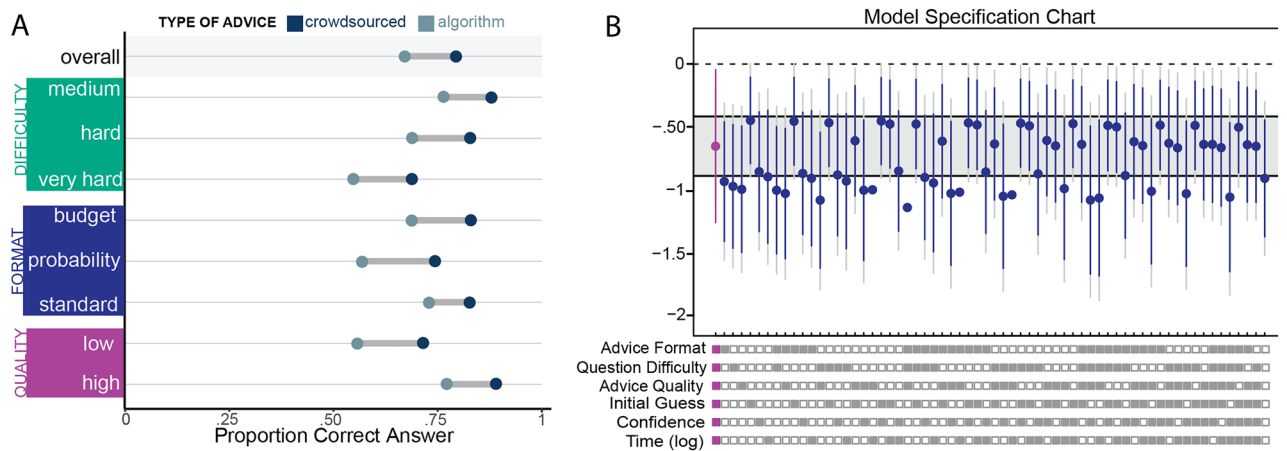 A
TYPE OF ADVICE crowdsourced algorithm
overall
DIFFICULTY
medium
hard
very hard
FORMAT
budget
probability
standard
QUALITY
low
high
0 .25 .50 .75 1
Proportion Correct Answer
B
Model Specification Chart
0
−.50
−1
−1.5
−2
Advice Format
Question Difficulty
Advice Quality
Initial Guess
Confidence
Time (log)